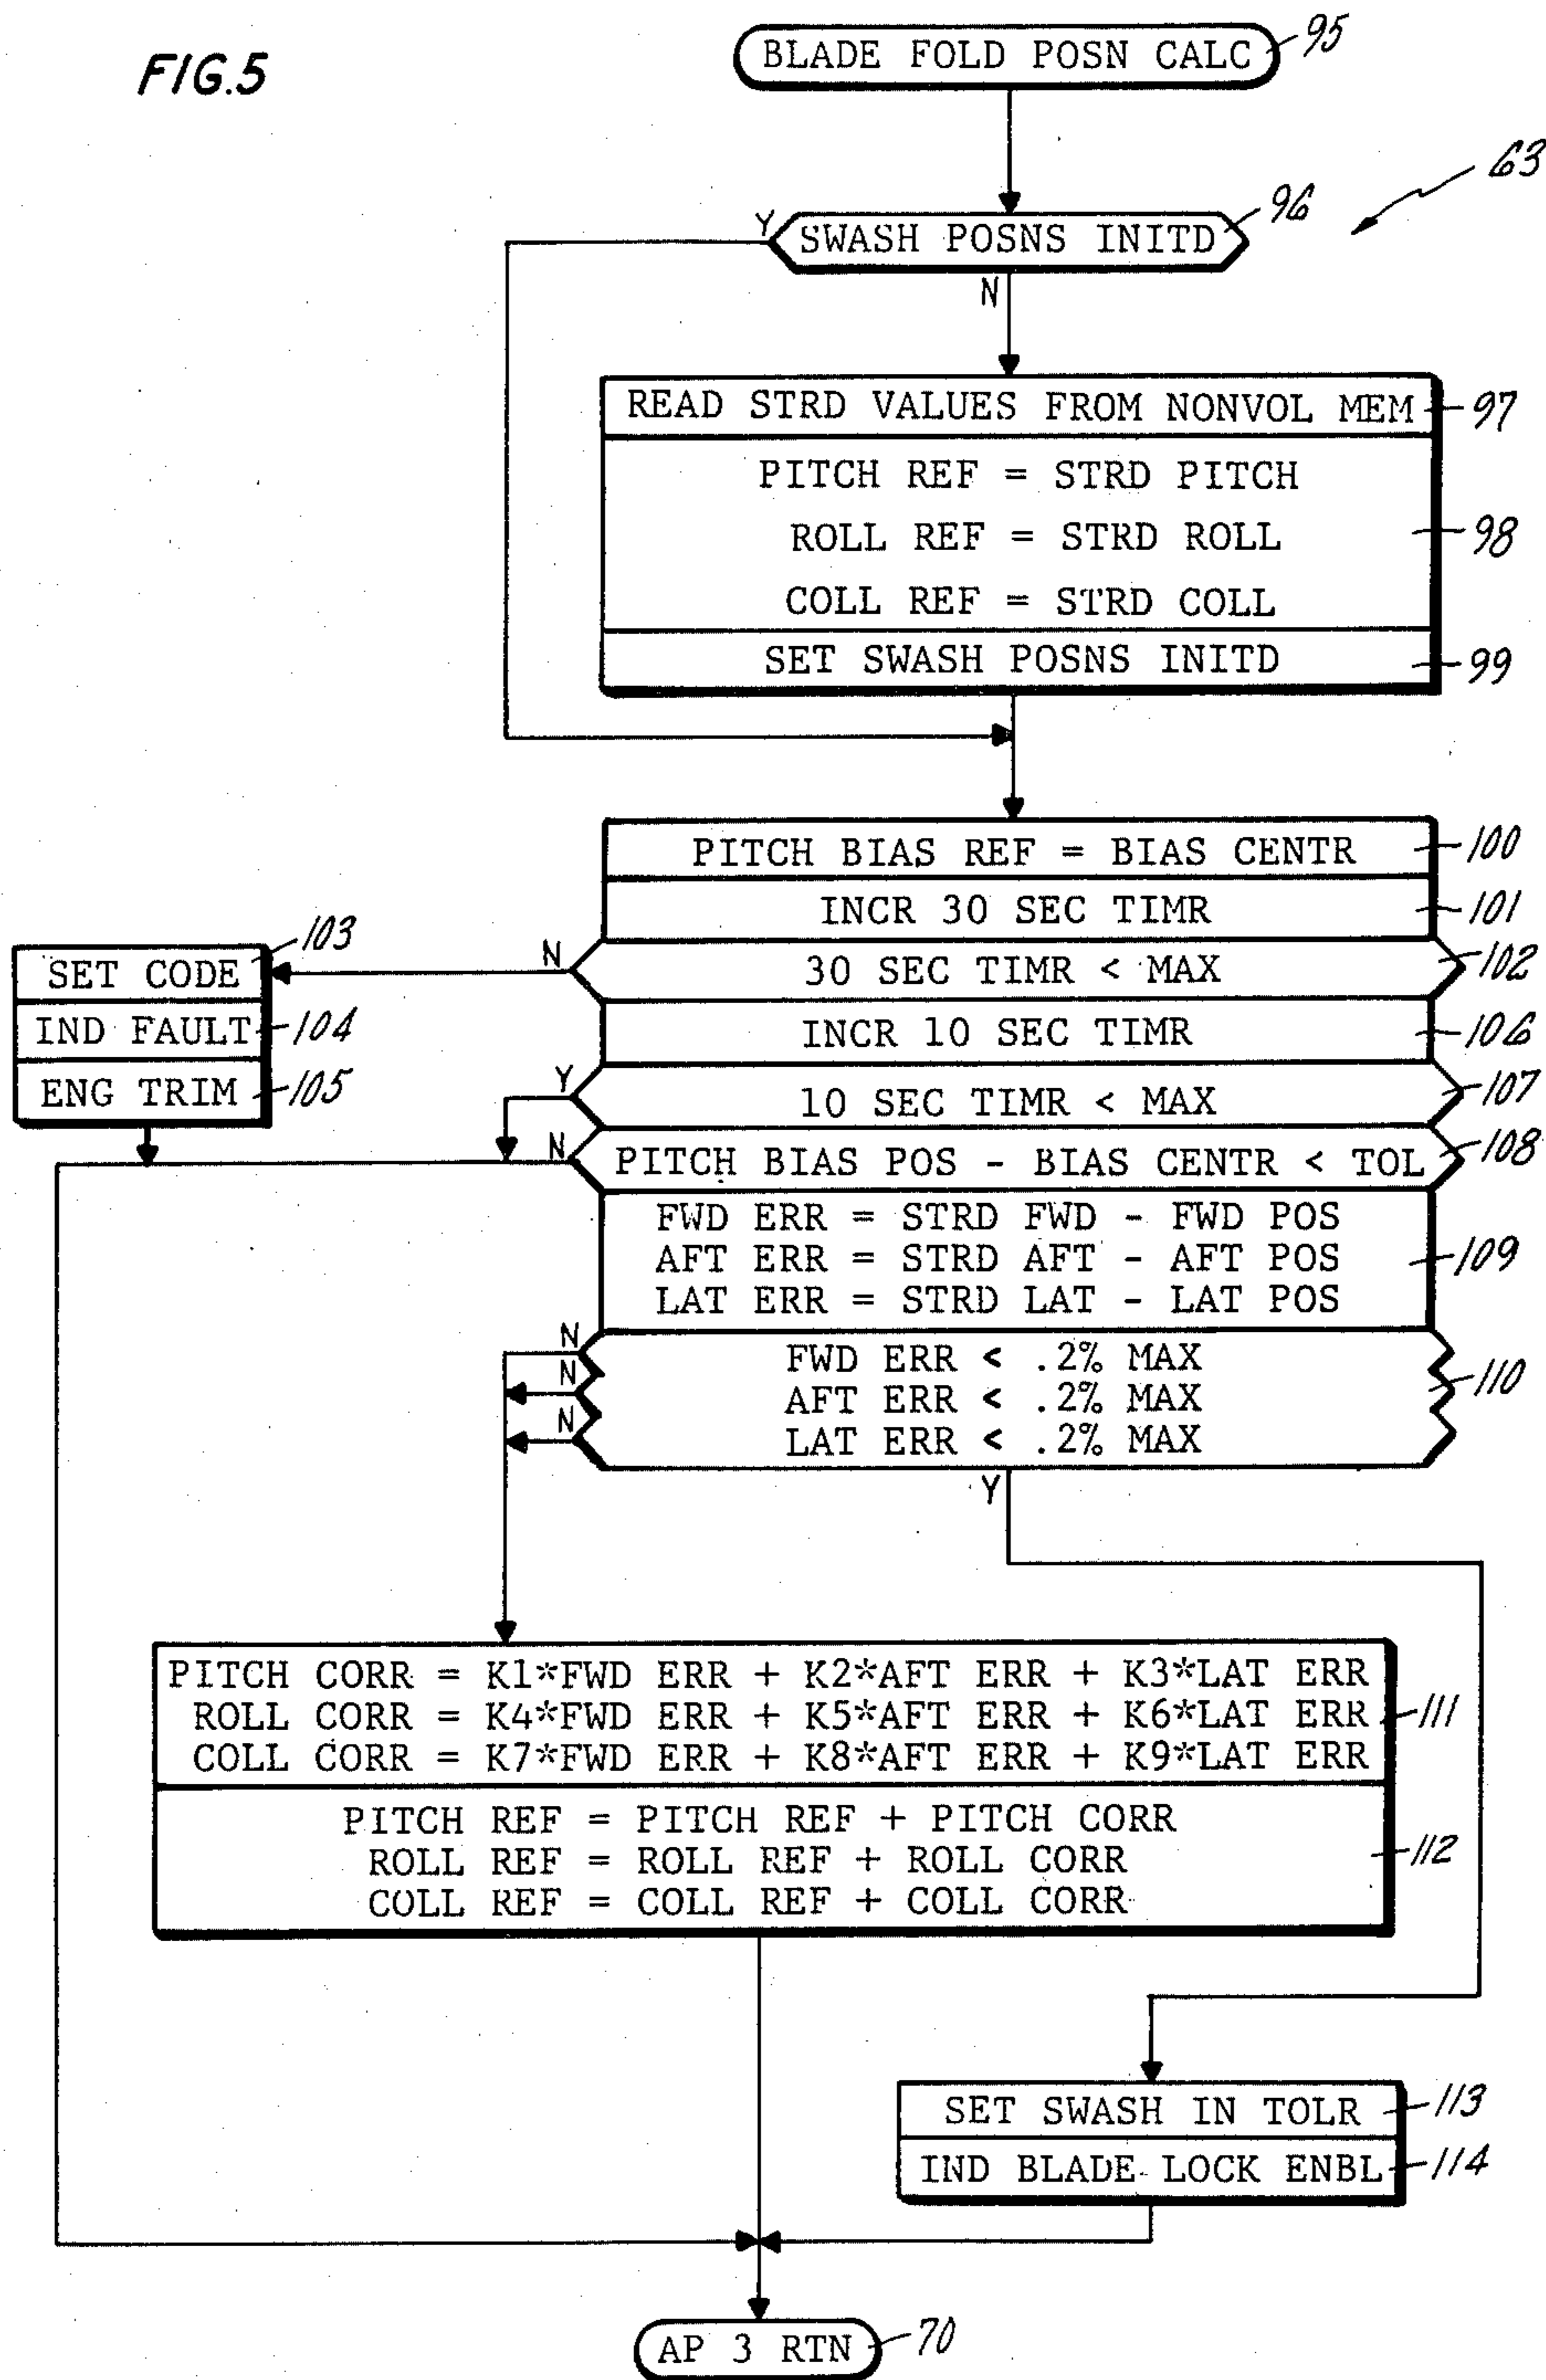 FIG.5
BLADE FOLD POSN CALC
95
63
SWASH POSNS INITD
96
Y
N
READ STRD VALUES FROM NONVOL MEM
97
PITCH REF = STRD PITCH
ROLL REF = STRD ROLL
COLL REF = STRD COLL
98
SET SWASH POSNS INITD
99
PITCH BIAS REF = BIAS CENTR
100
INCR 30 SEC TIMR
101
N
30 SEC TIMR < MAX
102
SET CODE
103
IND FAULT
104
ENG TRIM
105
INCR 10 SEC TIMR
106
Y
10 SEC TIMR < MAX
107
N
PITCH BIAS POS - BIAS CENTR < TOL
108
FWD ERR = STRD FWD - FWD POS
AFT ERR = STRD AFT - AFT POS
LAT ERR = STRD LAT - LAT POS
109
N
FWD ERR < .2% MAX
N
AFT ERR < .2% MAX
110
N
LAT ERR < .2% MAX
Y
PITCH CORR = K1*FWD ERR + K2*AFT ERR + K3*LAT ERR
ROLL CORR = K4*FWD ERR + K5*AFT ERR + K6*LAT ERR
COLL CORR = K7*FWD ERR + K8*AFT ERR + K9*LAT ERR
111
PITCH REF = PITCH REF + PITCH CORR
ROLL REF = ROLL REF + ROLL CORR
COLL REF = COLL REF + COLL CORR
112
SET SWASH IN TOLR
113
IND BLADE LOCK ENBL
114
AP 3 RTN
70